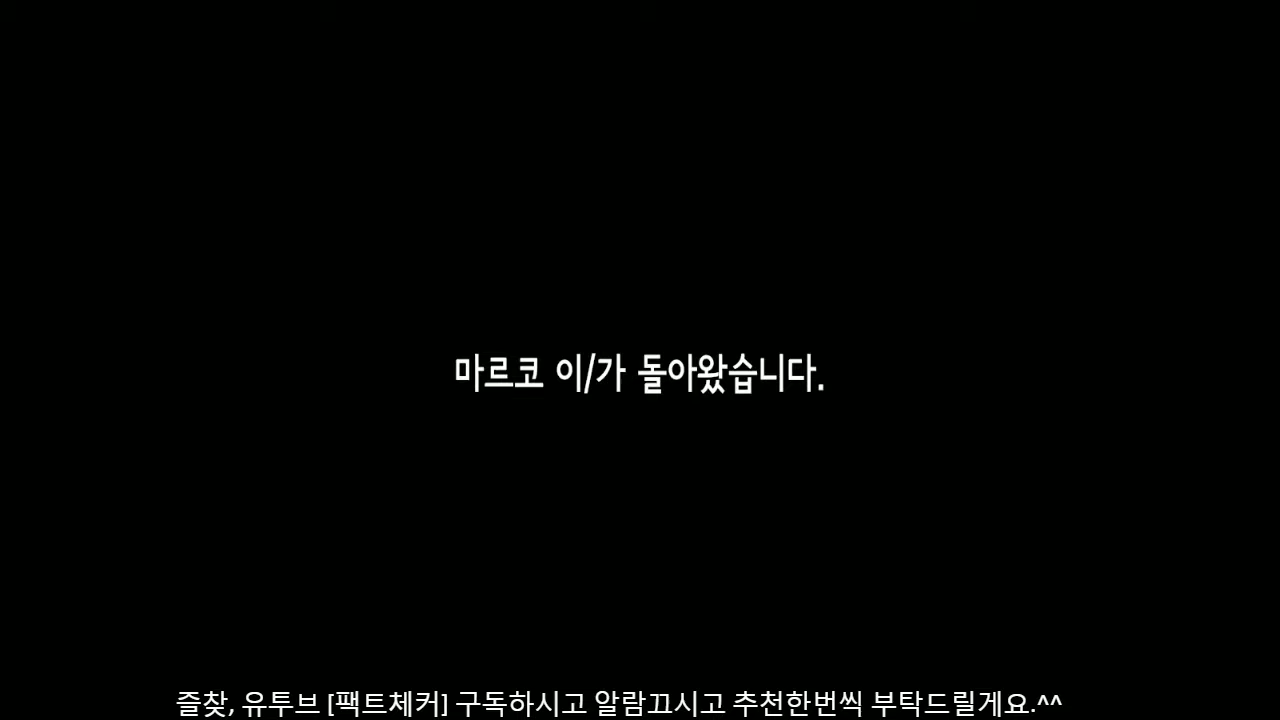 마르코 이/가 돌아왔습니다.
즐찾, 유투브 [팩트체커] 구독하시고 알람끄시고 추천한번씩 부탁드릴게요.^^